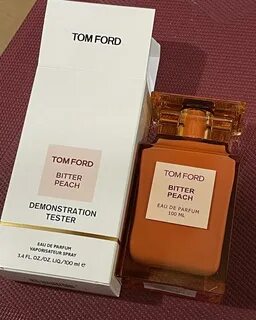 TOM FORD
TOM FORD
BITTER
PEACH
DEMONSTRATION
TESTER
EAU DE PARFUM
VAPORISATEUR SPRAY
3.4 FL. OZ./OZ. LIQ./100 ml ℮
TOM FORD
BITTER
PEACH
EAU DE PARFUM
100 ML